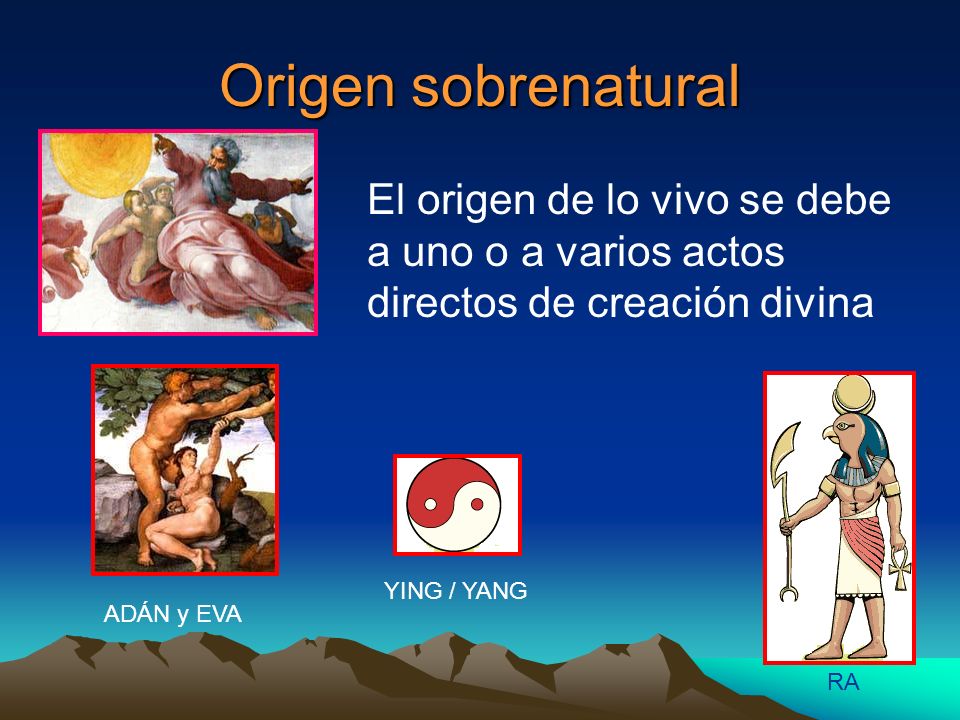 Origen sobrenatural
El origen de lo vivo se debe
a uno o a varios actos
directos de creación divina
YING / YANG
ADÁN y EVA
RA